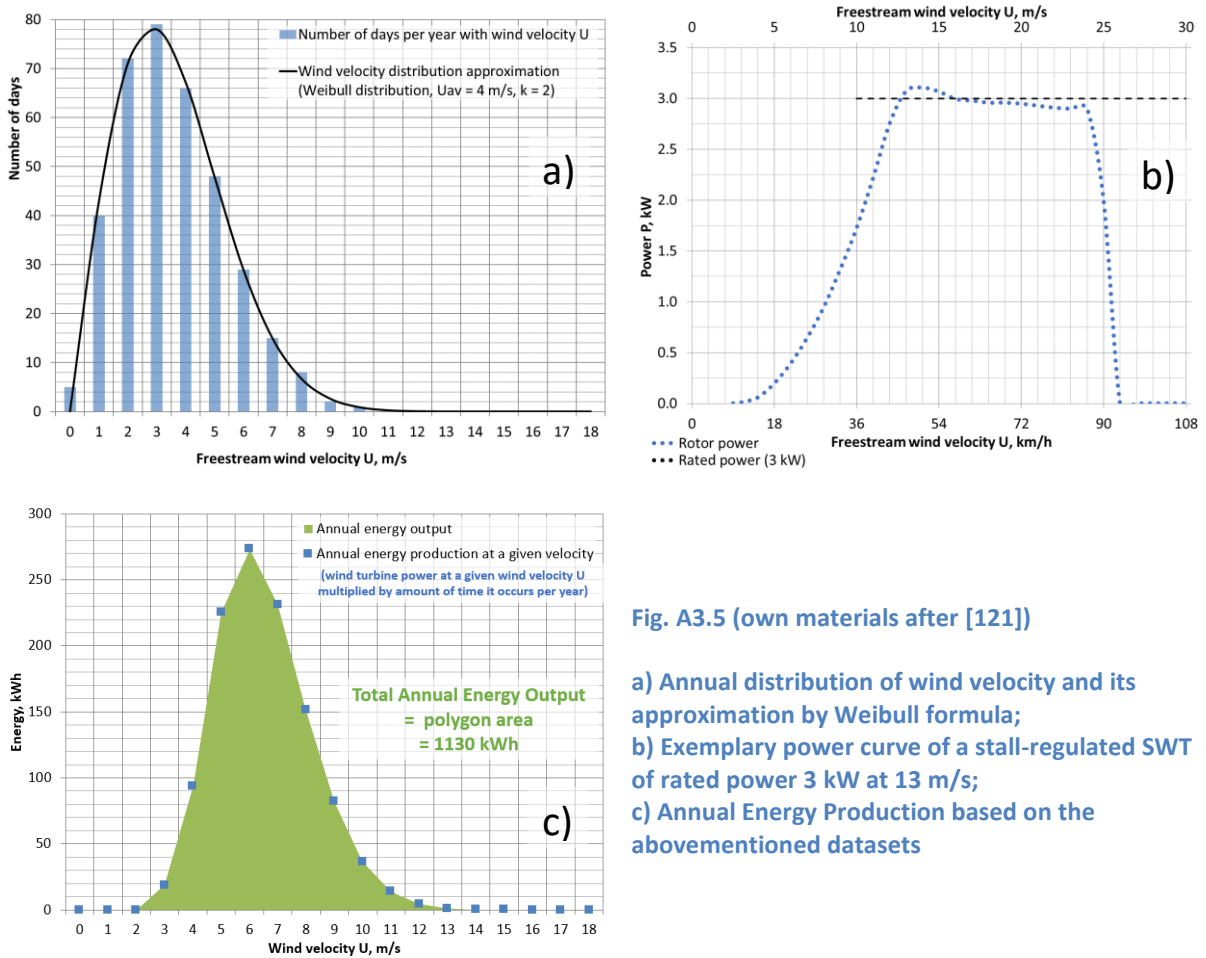 80
70
60
50
40
30
20
10
0
Number of days
Number of days per year with wind velocity U
Wind velocity distribution approximation
(Weibull distribution, Uav = 4 m/s, k = 2)
a)
0 1 2 3 4 5 6 7 8 9 10 11 12 13 14 15 16 17 18
Freestream wind velocity U, m/s
Freestream wind velocity U, m/s
0 5 10 15 20 25 30
3.5
3.0
2.5
2.0
1.5
1.0
0.5
0.0
Power P, kW
b)
0 18 36 54 72 90 108
Freestream wind velocity U, km/h
Rotor power
Rated power (3 kW)
300
250
200
150
100
50
0
Energy, kWh
Annual energy output
Annual energy production at a given velocity
(wind turbine power at a given wind velocity U
multiplied by amount of time it occurs per year)
Total Annual Energy Output
= polygon area
= 1130 kWh
c)
0 1 2 3 4 5 6 7 8 9 10 11 12 13 14 15 16 17 18
Wind velocity U, m/s
Fig. A3.5 (own materials after [121])
a) Annual distribution of wind velocity and its
approximation by Weibull formula;
b) Exemplary power curve of a stall-regulated SWT
of rated power 3 kW at 13 m/s;
c) Annual Energy Production based on the
abovementioned datasets